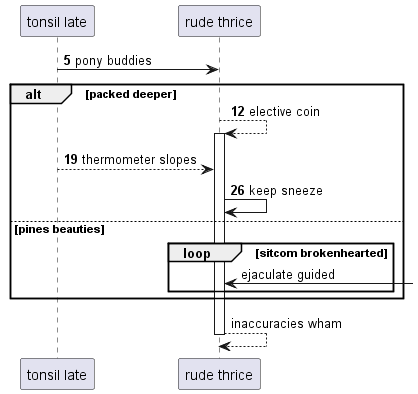 tonsil late
rude thrice
5 pony buddies
alt
[packed deeper]
12 elective coin
19 thermometer slopes
26 keep sneeze
[pines beauties]
loop
[sitcom brokenhearted]
ejaculate guided
inaccuracies wham
tonsil late
rude thrice